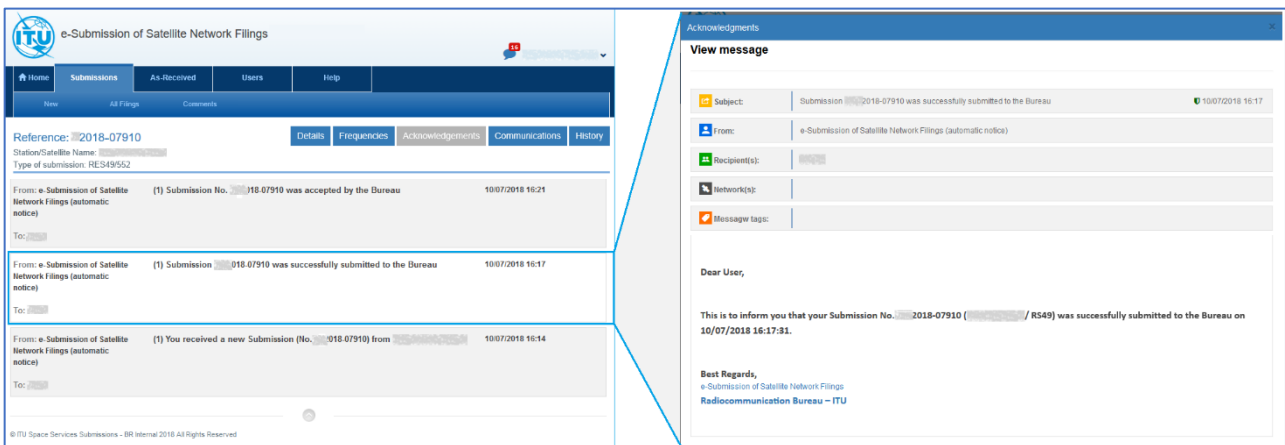 ITU
e-Submission of Satellite Network Filings
16
Home Submissions As-Received Users Help
New All Filings Comments
Reference: 2018-07910
Details Frequencies Acknowledgements Communications History
Station/Satellite Name:
Type of submission: RES49/552
From: e-Submission of Satellite
Network Filings (automatic
notice)
(1) Submission No. 018-07910 was accepted by the Bureau
10/07/2018 16:21
To:
From: e-Submission of Satellite
Network Filings (automatic
notice)
(1) Submission 018-07910 was successfully submitted to the Bureau
10/07/2018 16:17
To:
From: e-Submission of Satellite
Network Filings (automatic
notice)
(1) You received a new Submission (No. 018-07910) from
10/07/2018 16:14
To:
© ITU Space Services Submissions - BR Internal 2018 All Rights Reserved
Acknowledgments
View message
Subject: Submission 2018-07910 was successfully submitted to the Bureau 10/07/2018 16:17
From: e-Submission of Satellite Network Filings (automatic notice)
Recipient(s):
Network(s):
Messagw tags:
Dear User,
This is to inform you that your Submission No. 2018-07910 ( / RS49) was successfully submitted to the Bureau on
10/07/2018 16:17:31.
Best Regards,
e-Submission of Satellite Network Filings
Radiocommunication Bureau – ITU